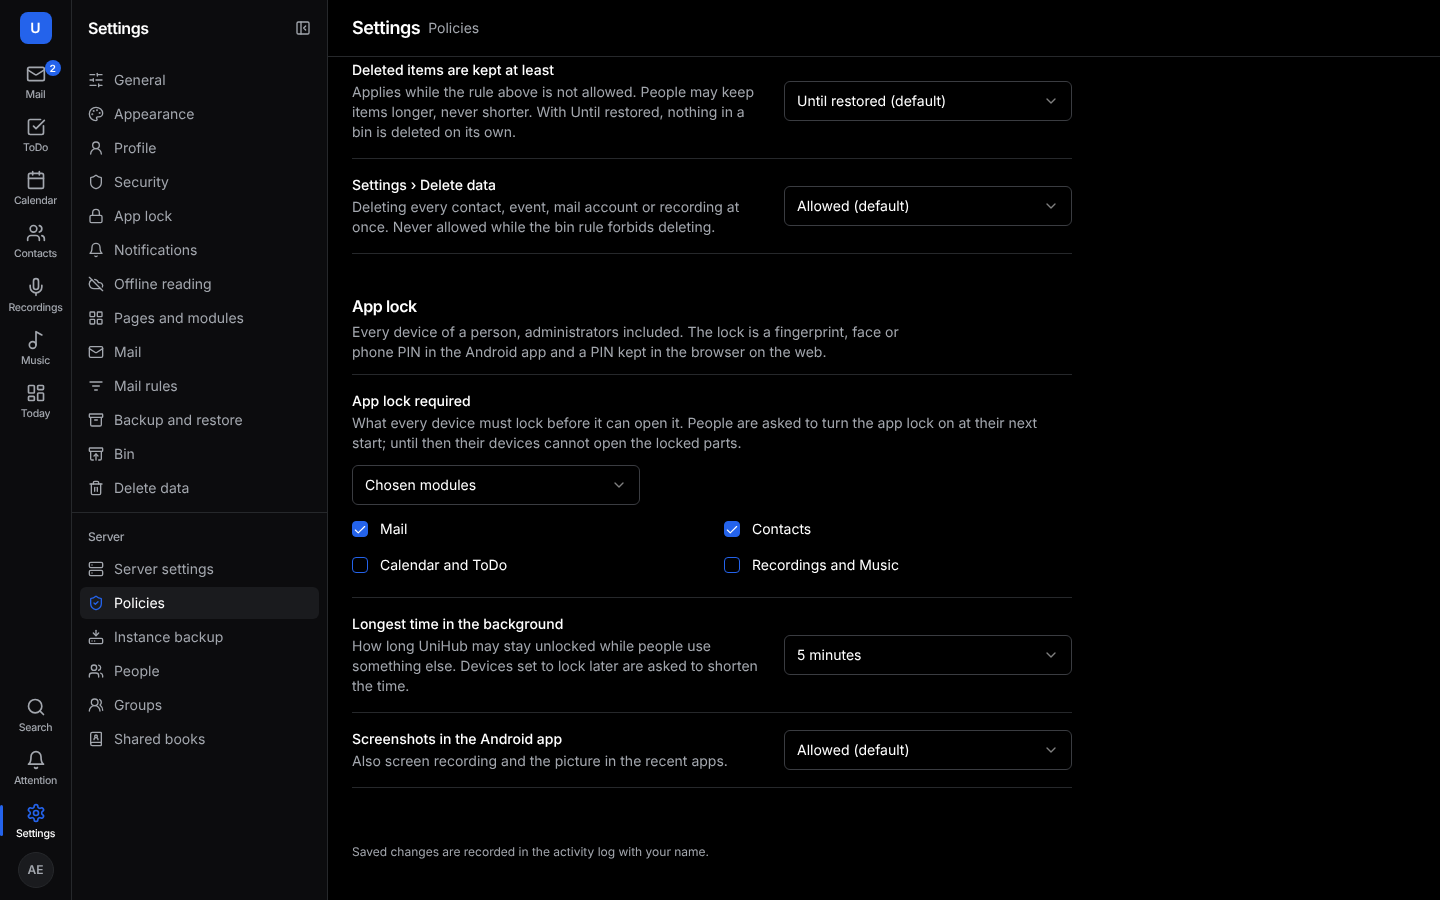 U
Settings
Settings Policies
2
Mail
ToDo
Calendar
Contacts
Recordings
Music
Today
Search
Attention
Settings
AE
General
Appearance
Profile
Security
App lock
Notifications
Offline reading
Pages and modules
Mail
Mail rules
Backup and restore
Bin
Delete data
Server
Server settings
Policies
Instance backup
People
Groups
Shared books
Deleted items are kept at least
Applies while the rule above is not allowed. People may keep
items longer, never shorter. With Until restored, nothing in a
bin is deleted on its own.
Until restored (default)
Settings › Delete data
Deleting every contact, event, mail account or recording at
once. Never allowed while the bin rule forbids deleting.
Allowed (default)
App lock
Every device of a person, administrators included. The lock is a fingerprint, face or
phone PIN in the Android app and a PIN kept in the browser on the web.
App lock required
What every device must lock before it can open it. People are asked to turn the app lock on at their next
start; until then their devices cannot open the locked parts.
Chosen modules
Mail
Contacts
Calendar and ToDo
Recordings and Music
Longest time in the background
How long UniHub may stay unlocked while people use
something else. Devices set to lock later are asked to shorten
the time.
5 minutes
Screenshots in the Android app
Also screen recording and the picture in the recent apps.
Allowed (default)
Saved changes are recorded in the activity log with your name.